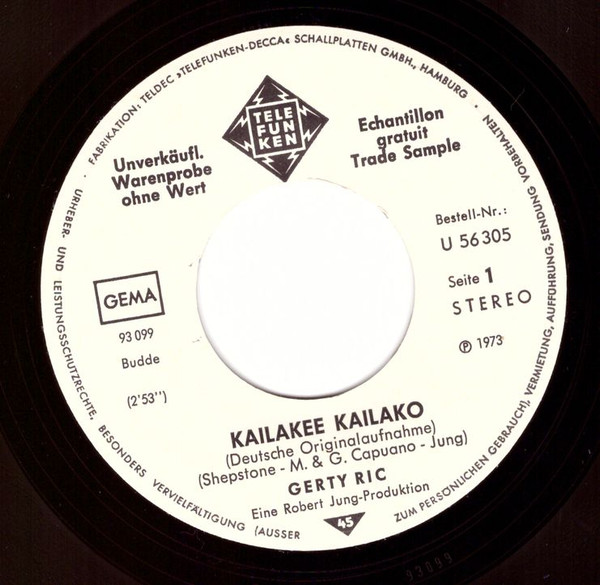 · FABRIKATION: TELDEC »TELEFUNKEN-DECCA« SCHALLPLATTEN GMBH., HAMBURG ·
URHEBER- UND LEISTUNGSSCHUTZRECHTE, BESONDERS VERVIELFÄLTIGUNG (AUSSER
ZUM PERSÖNLICHEN GEBRAUCH), VERMIETUNG, AUFFÜHRUNG, SENDUNG VORBEHALTEN
TELE
FUN
KEN
Unverkäufl.
Warenprobe
ohne Wert
Echantillon
gratuit
Trade Sample
Bestell-Nr.:
U 56 305
Seite 1
STEREO
℗ 1973
GEMA
93 099
Budde
(2'53'')
KAILAKEE KAILAKO
(Deutsche Originalaufnahme)
(Shepstone - M. & G. Capuano - Jung)
GERTY RIC
Eine Robert Jung-Produktion
45
93099